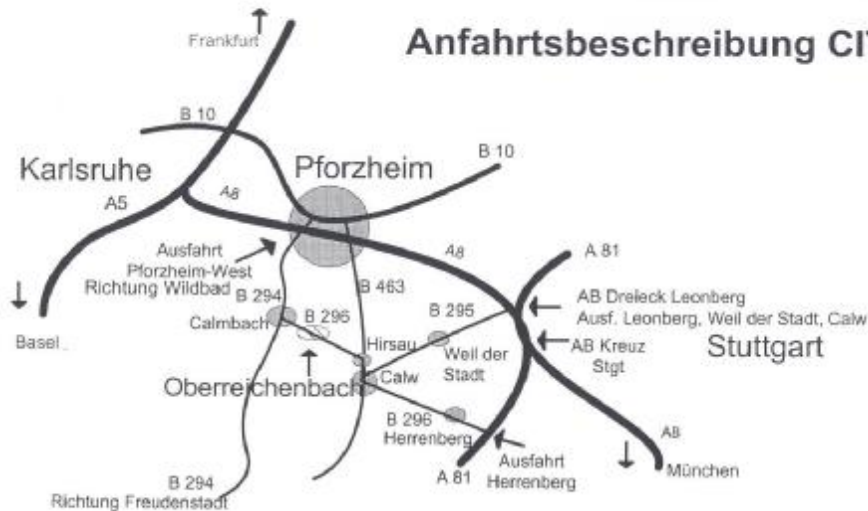 Anfahrtsbeschreibung CI
Frankfurt
B 10
Karlsruhe
Pforzheim
B 10
A8
A5
Ausfahrt
Pforzheim-West
Richtung Wildbad
A8
A 81
B 294
B 463
B 296
B 295
AB Dreieck Leonberg
Ausf. Leonberg, Weil der Stadt, Calw
Calmbach
Basel
Hirsau
Weil der
Stadt
AB Kreuz
Stgt
Stuttgart
Oberreichenbach
Calw
B 296
Herrenberg
A8
A 81
Ausfahrt
Herrenberg
München
B 294
Richtung Freudenstadt